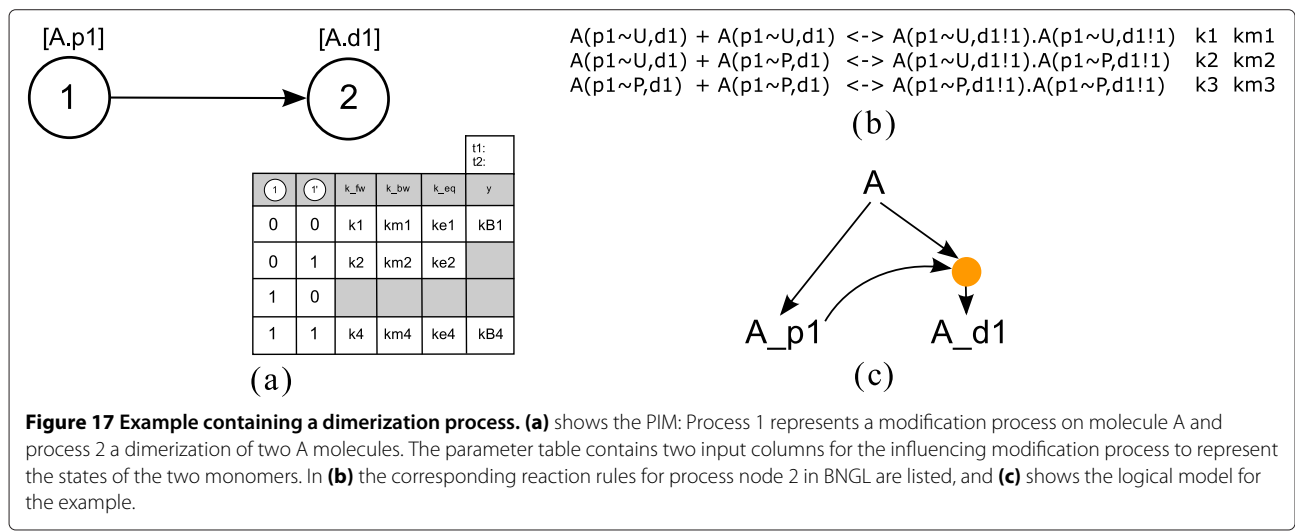 [A.p1] [A.d1]
1 2
A(p1~U,d1) + A(p1~U,d1) <-> A(p1~U,d1!1).A(p1~U,d1!1) k1 km1
A(p1~U,d1) + A(p1~P,d1) <-> A(p1~U,d1!1).A(p1~P,d1!1) k2 km2
A(p1~P,d1) + A(p1~P,d1) <-> A(p1~P,d1!1).A(p1~P,d1!1) k3 km3
(b)
t1:
t2:
1 1' k_fw k_bw k_eq y
0 0 k1 km1 ke1 kB1
0 1 k2 km2 ke2
1 0
1 1 k4 km4 ke4 kB4
(a)
A
A_p1 A_d1
(c)
Figure 17 Example containing a dimerization process. (a) shows the PIM: Process 1 represents a modification process on molecule A and
process 2 a dimerization of two A molecules. The parameter table contains two input columns for the influencing modification process to represent
the states of the two monomers. In (b) the corresponding reaction rules for process node 2 in BNGL are listed, and (c) shows the logical model for
the example.